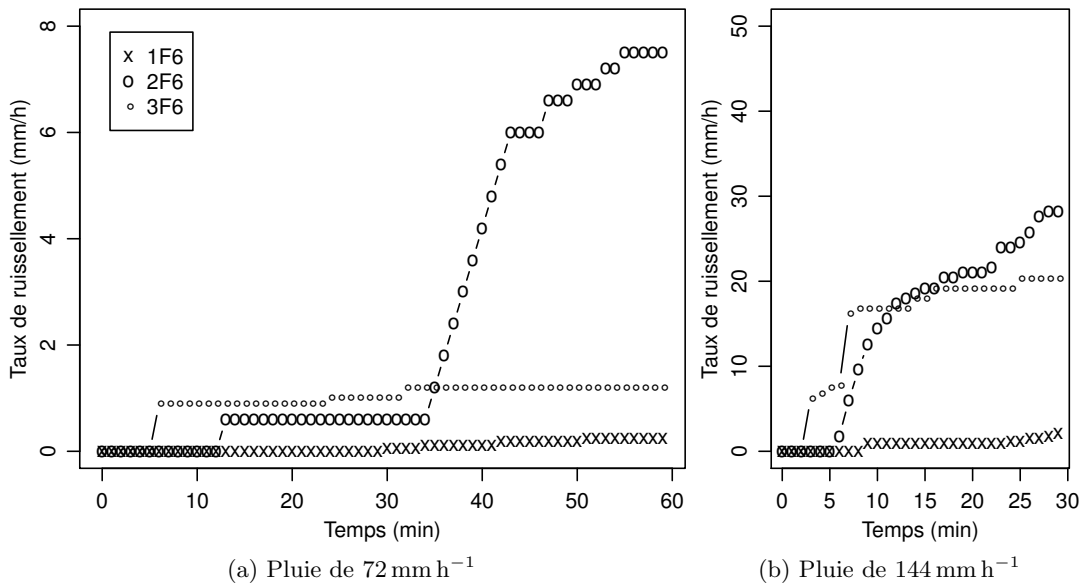 8
6
4
2
0
Taux de ruissellement (mm/h)
x 1F6
o 2F6
o 3F6
0 10 20 30 40 50 60
Temps (min)
(a) Pluie de 72 mm h⁻¹
50
40
30
20
10
0
Taux de ruissellement (mm/h)
0 5 10 15 20 25 30
Temps (min)
(b) Pluie de 144 mm h⁻¹